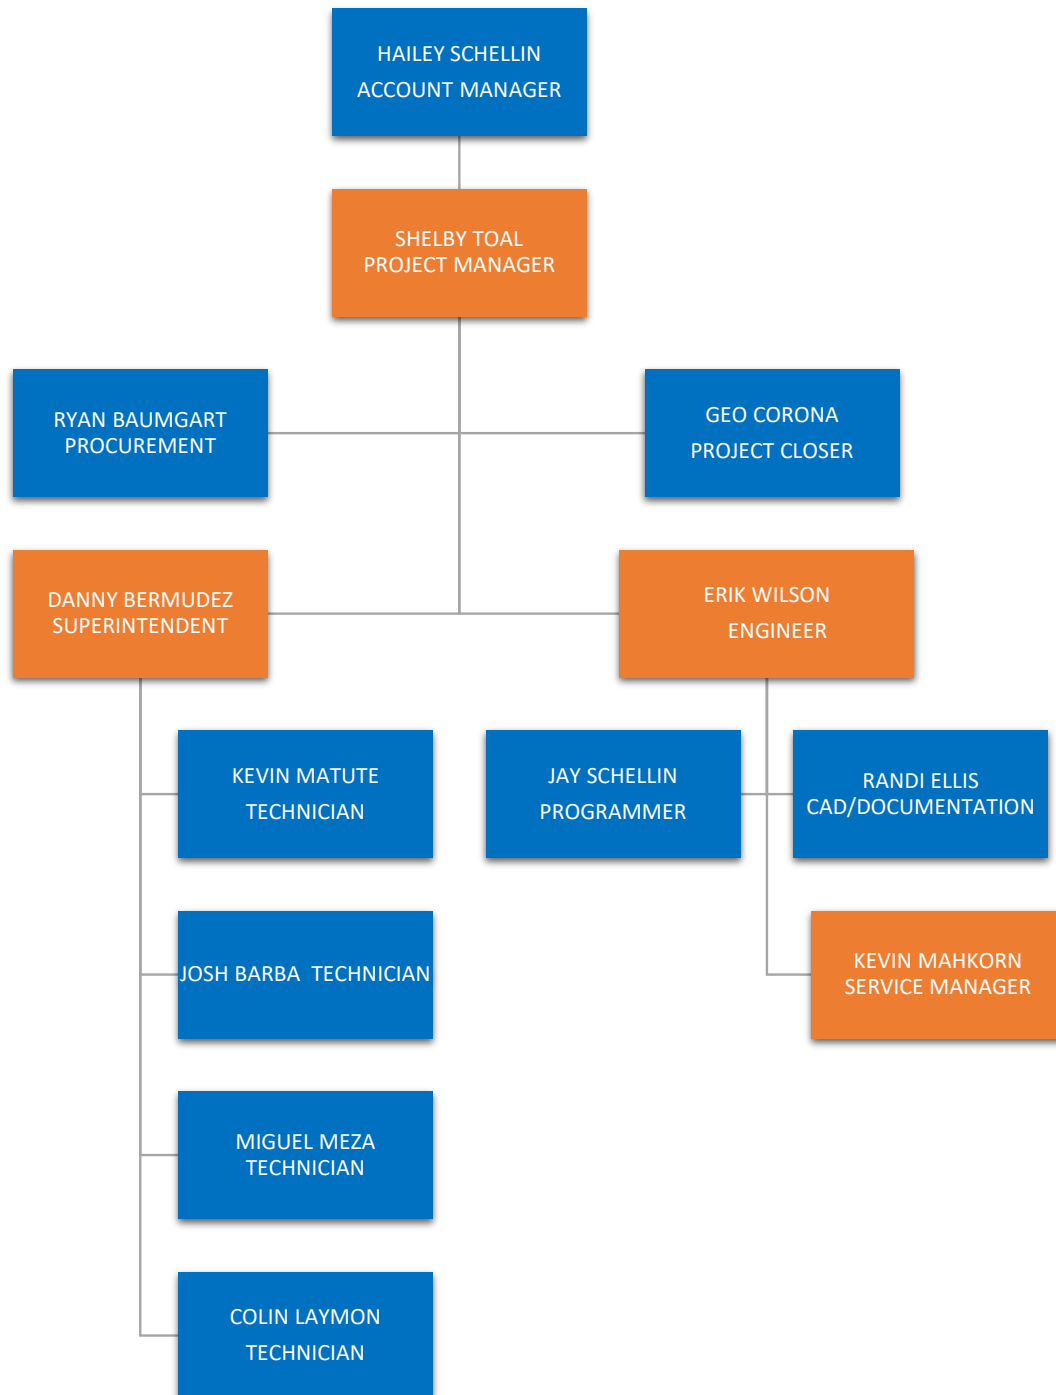 HAILEY SCHELLIN
ACCOUNT MANAGER
SHELBY TOAL
PROJECT MANAGER
RYAN BAUMGART
PROCUREMENT
GEO CORONA
PROJECT CLOSER
DANNY BERMUDEZ
SUPERINTENDENT
ERIK WILSON
ENGINEER
KEVIN MATUTE
TECHNICIAN
JAY SCHELLIN
PROGRAMMER
RANDI ELLIS
CAD/DOCUMENTATION
JOSH BARBA  TECHNICIAN
KEVIN MAHKORN
SERVICE MANAGER
MIGUEL MEZA
TECHNICIAN
COLIN LAYMON
TECHNICIAN